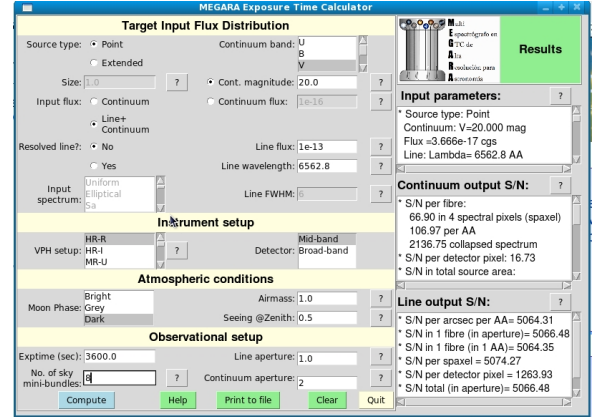 MEGARA Exposure Time Calculator
Target Input Flux Distribution
Source type: Point
Extended
Continuum band: U
B
V
Size: 1.0 ?
Cont. magnitude: 20.0 ?
Input flux: Continuum
Line+
Continuum
Continuum flux: 1e-16 ?
Resolved line?: No
Yes
Line flux: 1e-13 ?
Line wavelength: 6562.8 ?
Input
spectrum:
Uniform
Elliptical
Sa
Line FWHM: 6 ?
Instrument setup
VPH setup:
HR-R
HR-I
MR-U
?
Detector:
Mid-band
Broad-band
Atmospheric conditions
Moon Phase:
Bright
Grey
Dark
Airmass: 1.0 ?
Seeing @Zenith: 0.5 ?
Observational setup
Exptime (sec): 3600.0
Line aperture: 1.0 ?
No. of sky
mini-bundles:
8 ?
Continuum aperture: 2 ?
Compute Help Print to file Clear Quit
Multi
Espectrógrafo en
GTC de
Alta
Resolución para
Astronomía
Results
Input parameters: ?
* Source type: Point
Continuum: V=20.000 mag
Flux =3.666e-17 cgs
Line: Lambda= 6562.8 AA
Continuum output S/N: ?
* S/N per fibre:
66.90 in 4 spectral pixels (spaxel)
106.97 per AA
2136.75 collapsed spectrum
* S/N per detector pixel: 16.73
* S/N in total source area:
Line output S/N: ?
* S/N per arcsec per AA= 5064.31
* S/N in 1 fibre (in aperture)= 5066.48
* S/N in 1 fibre (in 1 AA)= 5064.35
* S/N per spaxel = 5074.27
* S/N per detector pixel = 1263.93
* S/N total (in aperture)= 5066.48